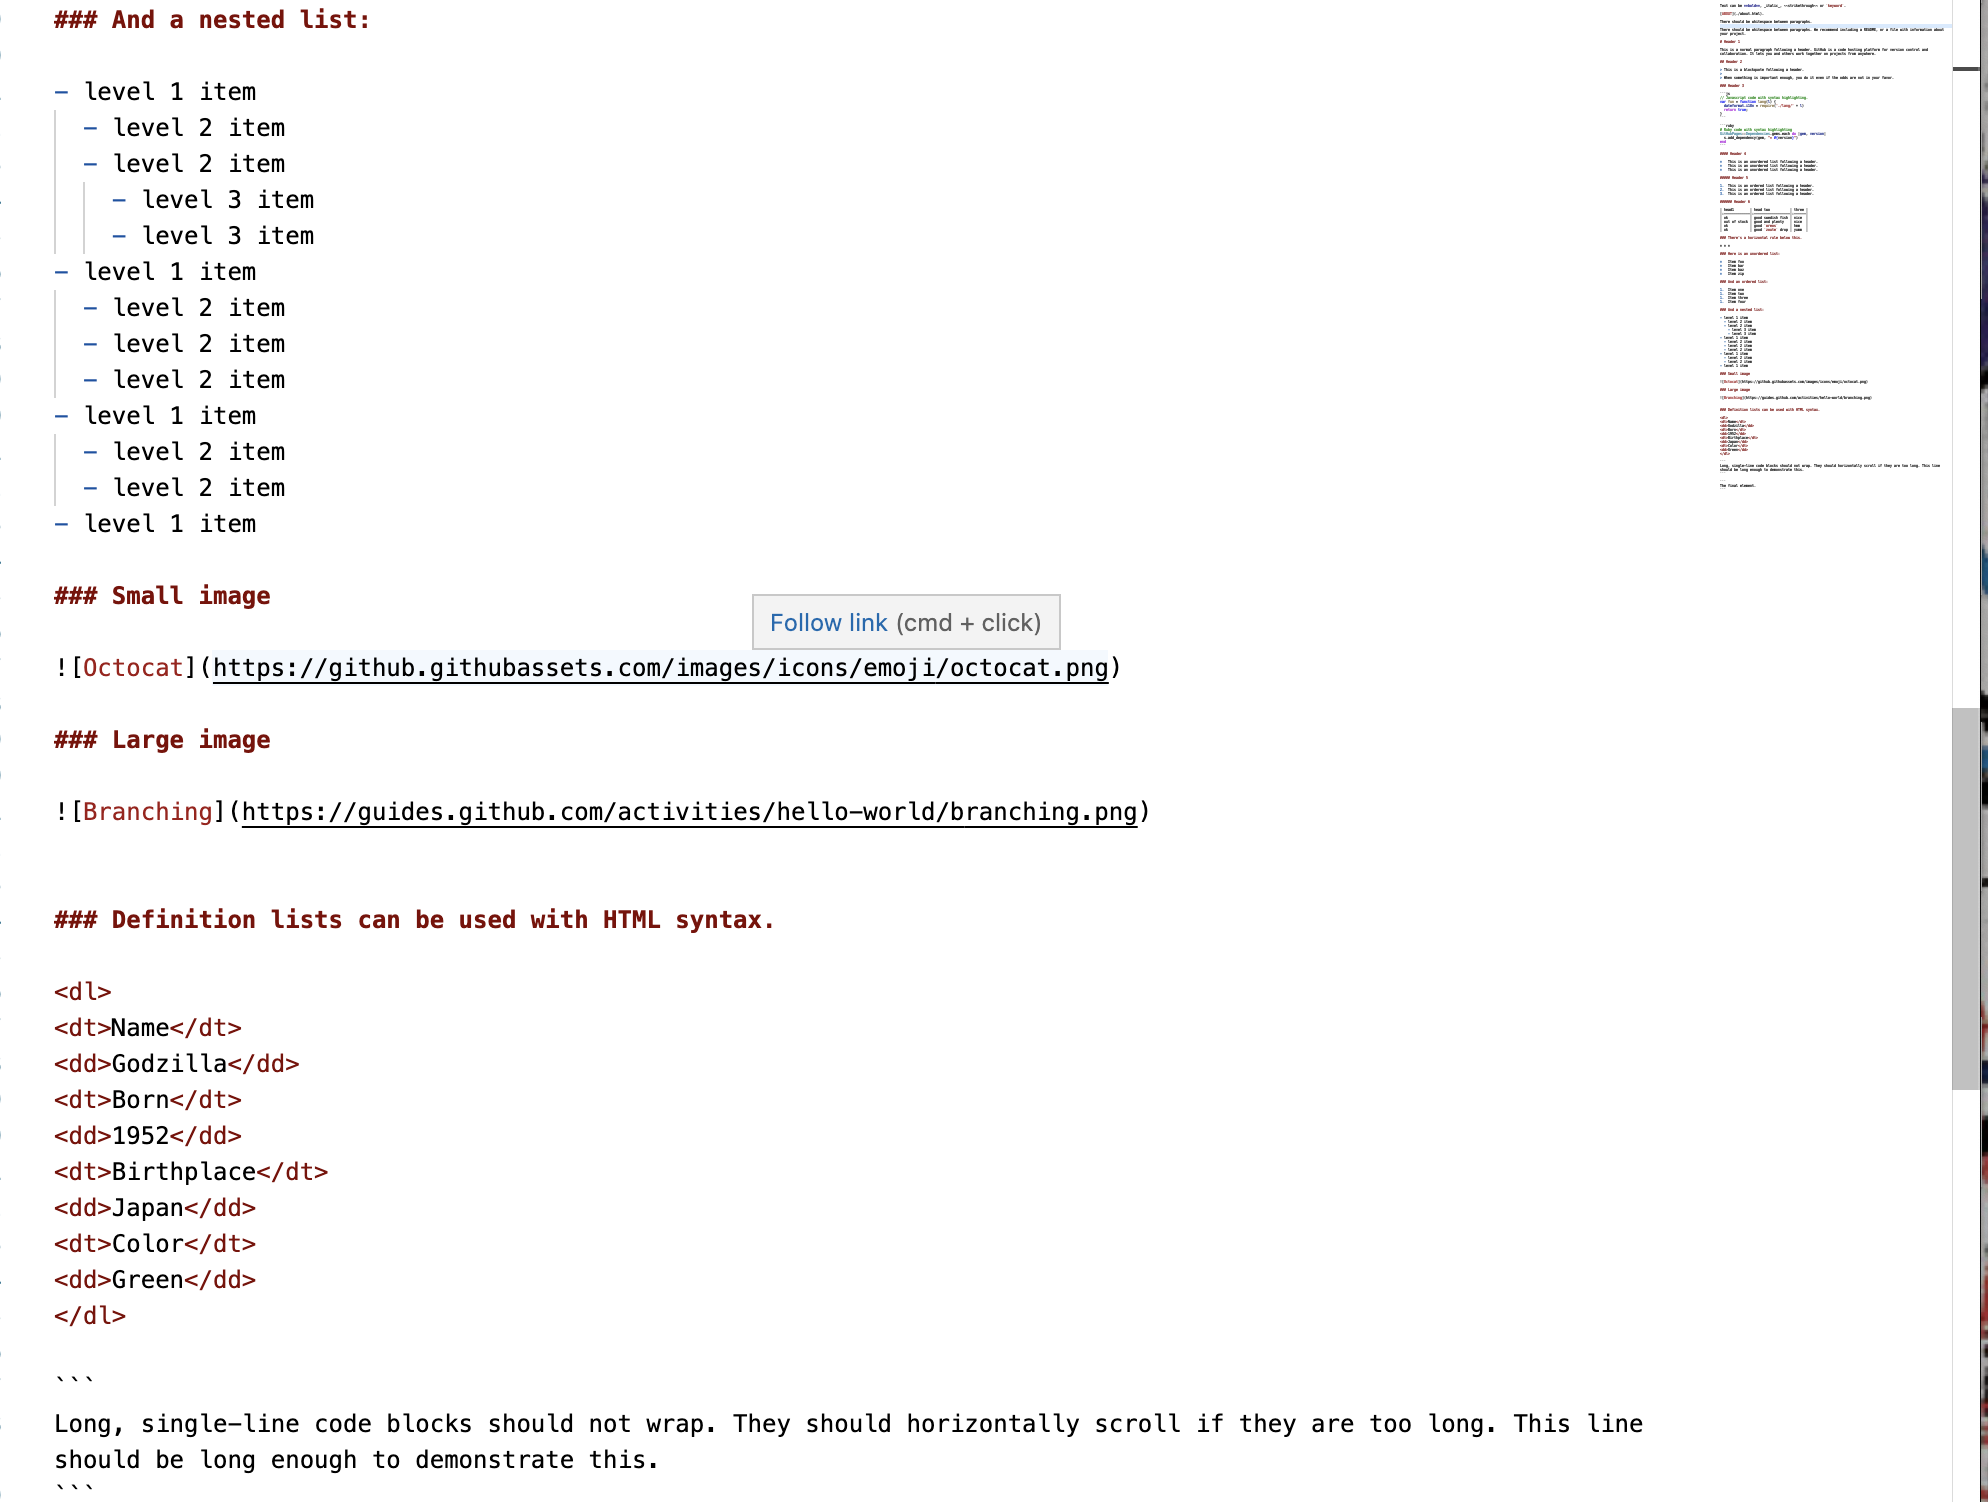 ### And a nested list:

- level 1 item
  - level 2 item
  - level 2 item
    - level 3 item
    - level 3 item
- level 1 item
  - level 2 item
  - level 2 item
  - level 2 item
- level 1 item
  - level 2 item
  - level 2 item
- level 1 item

### Small image

Follow link (cmd + click)

![Octocat](https://github.githubassets.com/images/icons/emoji/octocat.png)

### Large image

![Branching](https://guides.github.com/activities/hello-world/branching.png)

### Definition lists can be used with HTML syntax.

<dl>
<dt>Name</dt>
<dd>Godzilla</dd>
<dt>Born</dt>
<dd>1952</dd>
<dt>Birthplace</dt>
<dd>Japan</dd>
<dt>Color</dt>
<dd>Green</dd>
</dl>

```
Long, single-line code blocks should not wrap. They should horizontally scroll if they are too long. This line
should be long enough to demonstrate this.
```